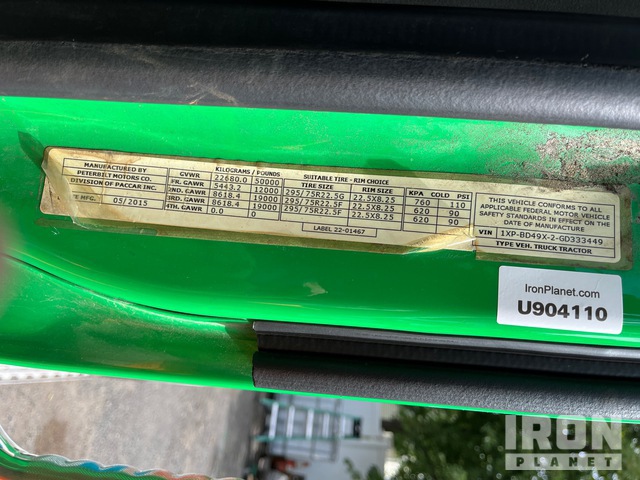 MANUFACTURED BY
PETERBILT MOTORS CO.
DIVISION OF PACCAR INC.
E MFG. 05/2015
KILOGRAMS / POUNDS
GVWR 22680.0 50000
FR. GAWR 5443.2 12000
2ND. GAWR 8618.4 19000
3RD. GAWR 8618.4 19000
4TH. GAWR 0.0 0
SUITABLE TIRE - RIM CHOICE
TIRE SIZE RIM SIZE KPA COLD PSI
295/75R22.5G 22.5X8.25 760 110
295/75R22.5F 22.5X8.25 620 90
295/75R22.5F 22.5X8.25 620 90
LABEL 22-01467
THIS VEHICLE CONFORMS TO ALL
APPLICABLE FEDERAL MOTOR VEHICLE
SAFETY STANDARDS IN EFFECT ON THE
DATE OF MANUFACTURE
VIN 1XP-BD49X-2-GD333449
TYPE VEH. TRUCK TRACTOR
IronPlanet.com
U904110
IRON
PLANET